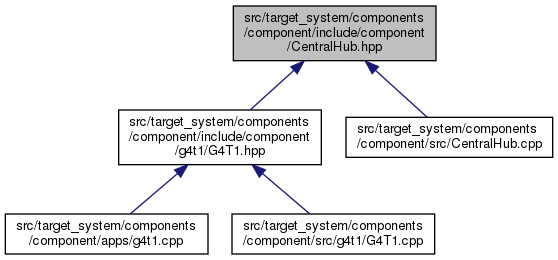 src/target_system/components
/component/include/component
/CentralHub.hpp
src/target_system/components
/component/include/component
/g4t1/G4T1.hpp
src/target_system/components
/component/src/CentralHub.cpp
src/target_system/components
/component/apps/g4t1.cpp
src/target_system/components
/component/src/g4t1/G4T1.cpp